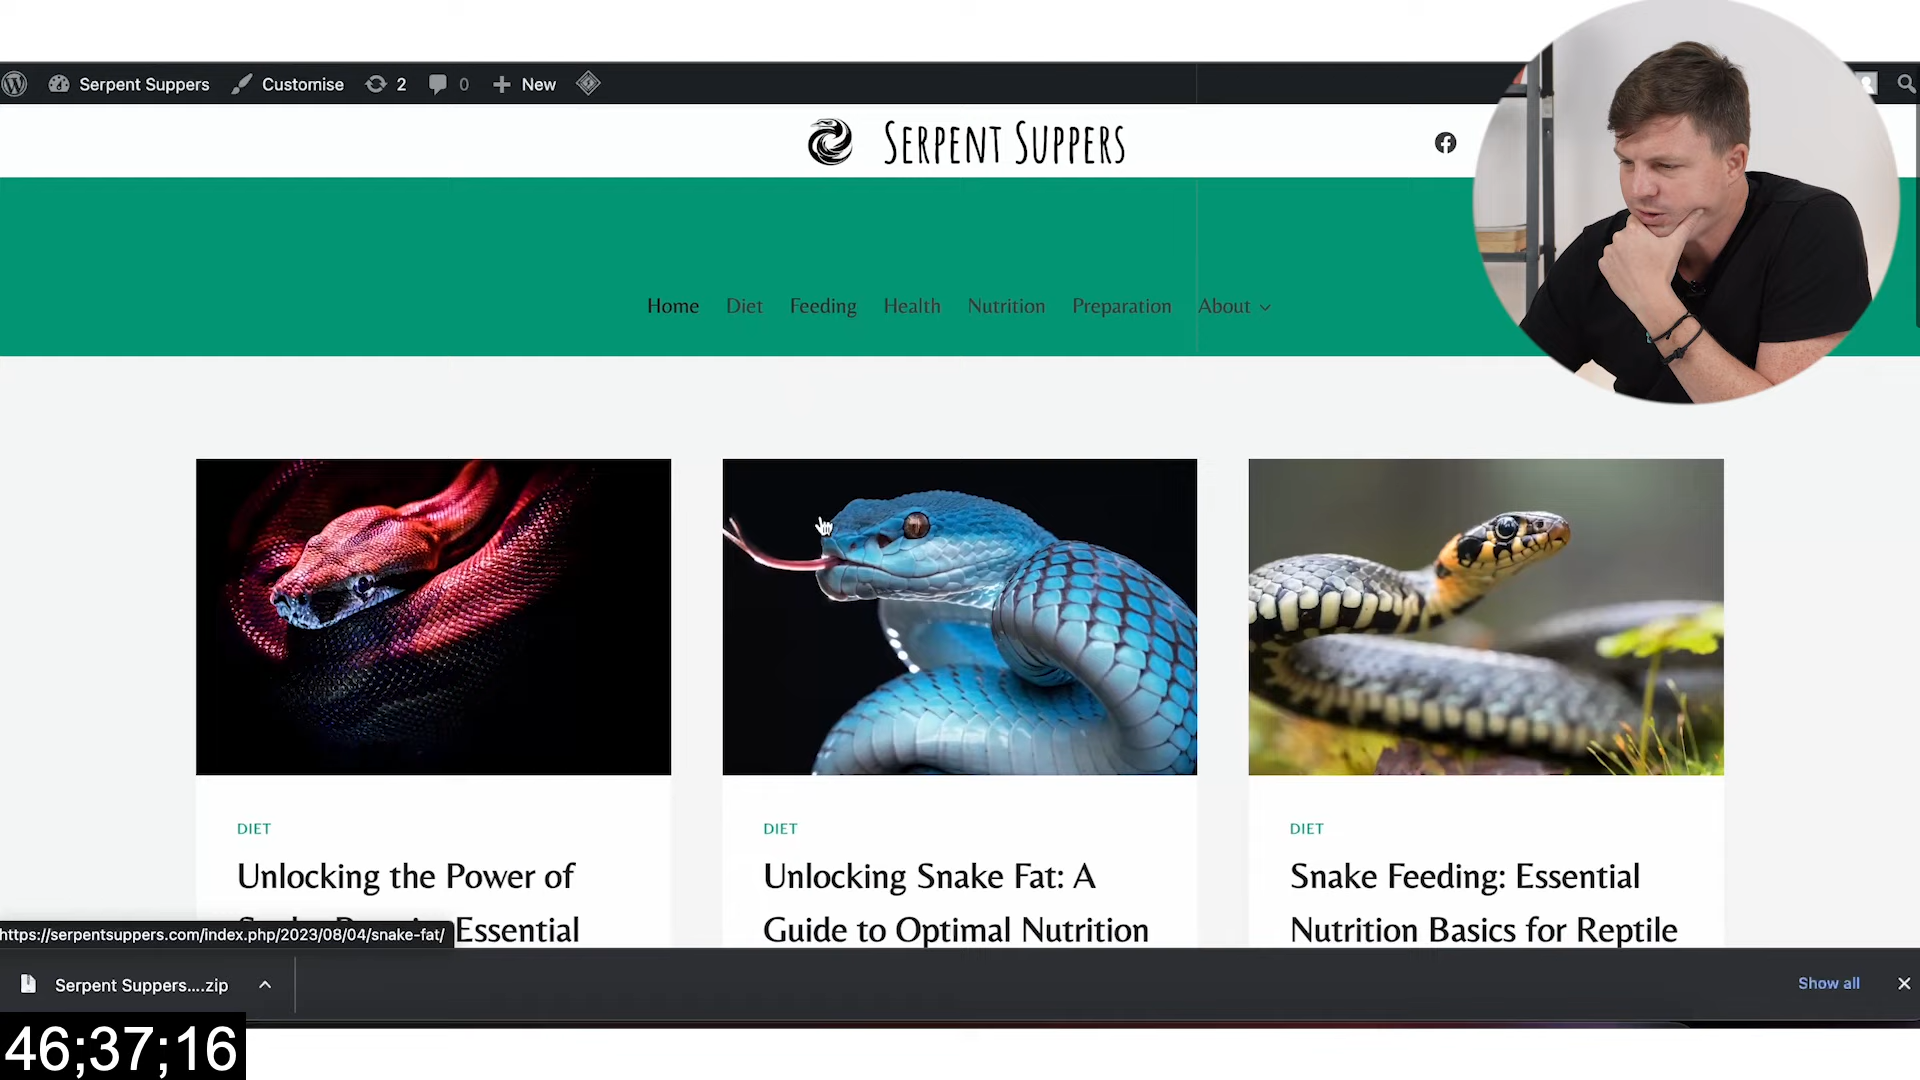 Serpent Suppers Customise 2 0 New
SERPENT SUPPERS
Home Diet Feeding Health Nutrition Preparation About
DIET
Unlocking the Power of
Essential
DIET
Unlocking Snake Fat: A
Guide to Optimal Nutrition
DIET
Snake Feeding: Essential
Nutrition Basics for Reptile
https://serpentsuppers.com/index.php/2023/08/04/snake-fat/
Serpent Suppers....zip
Show all
46;37;16